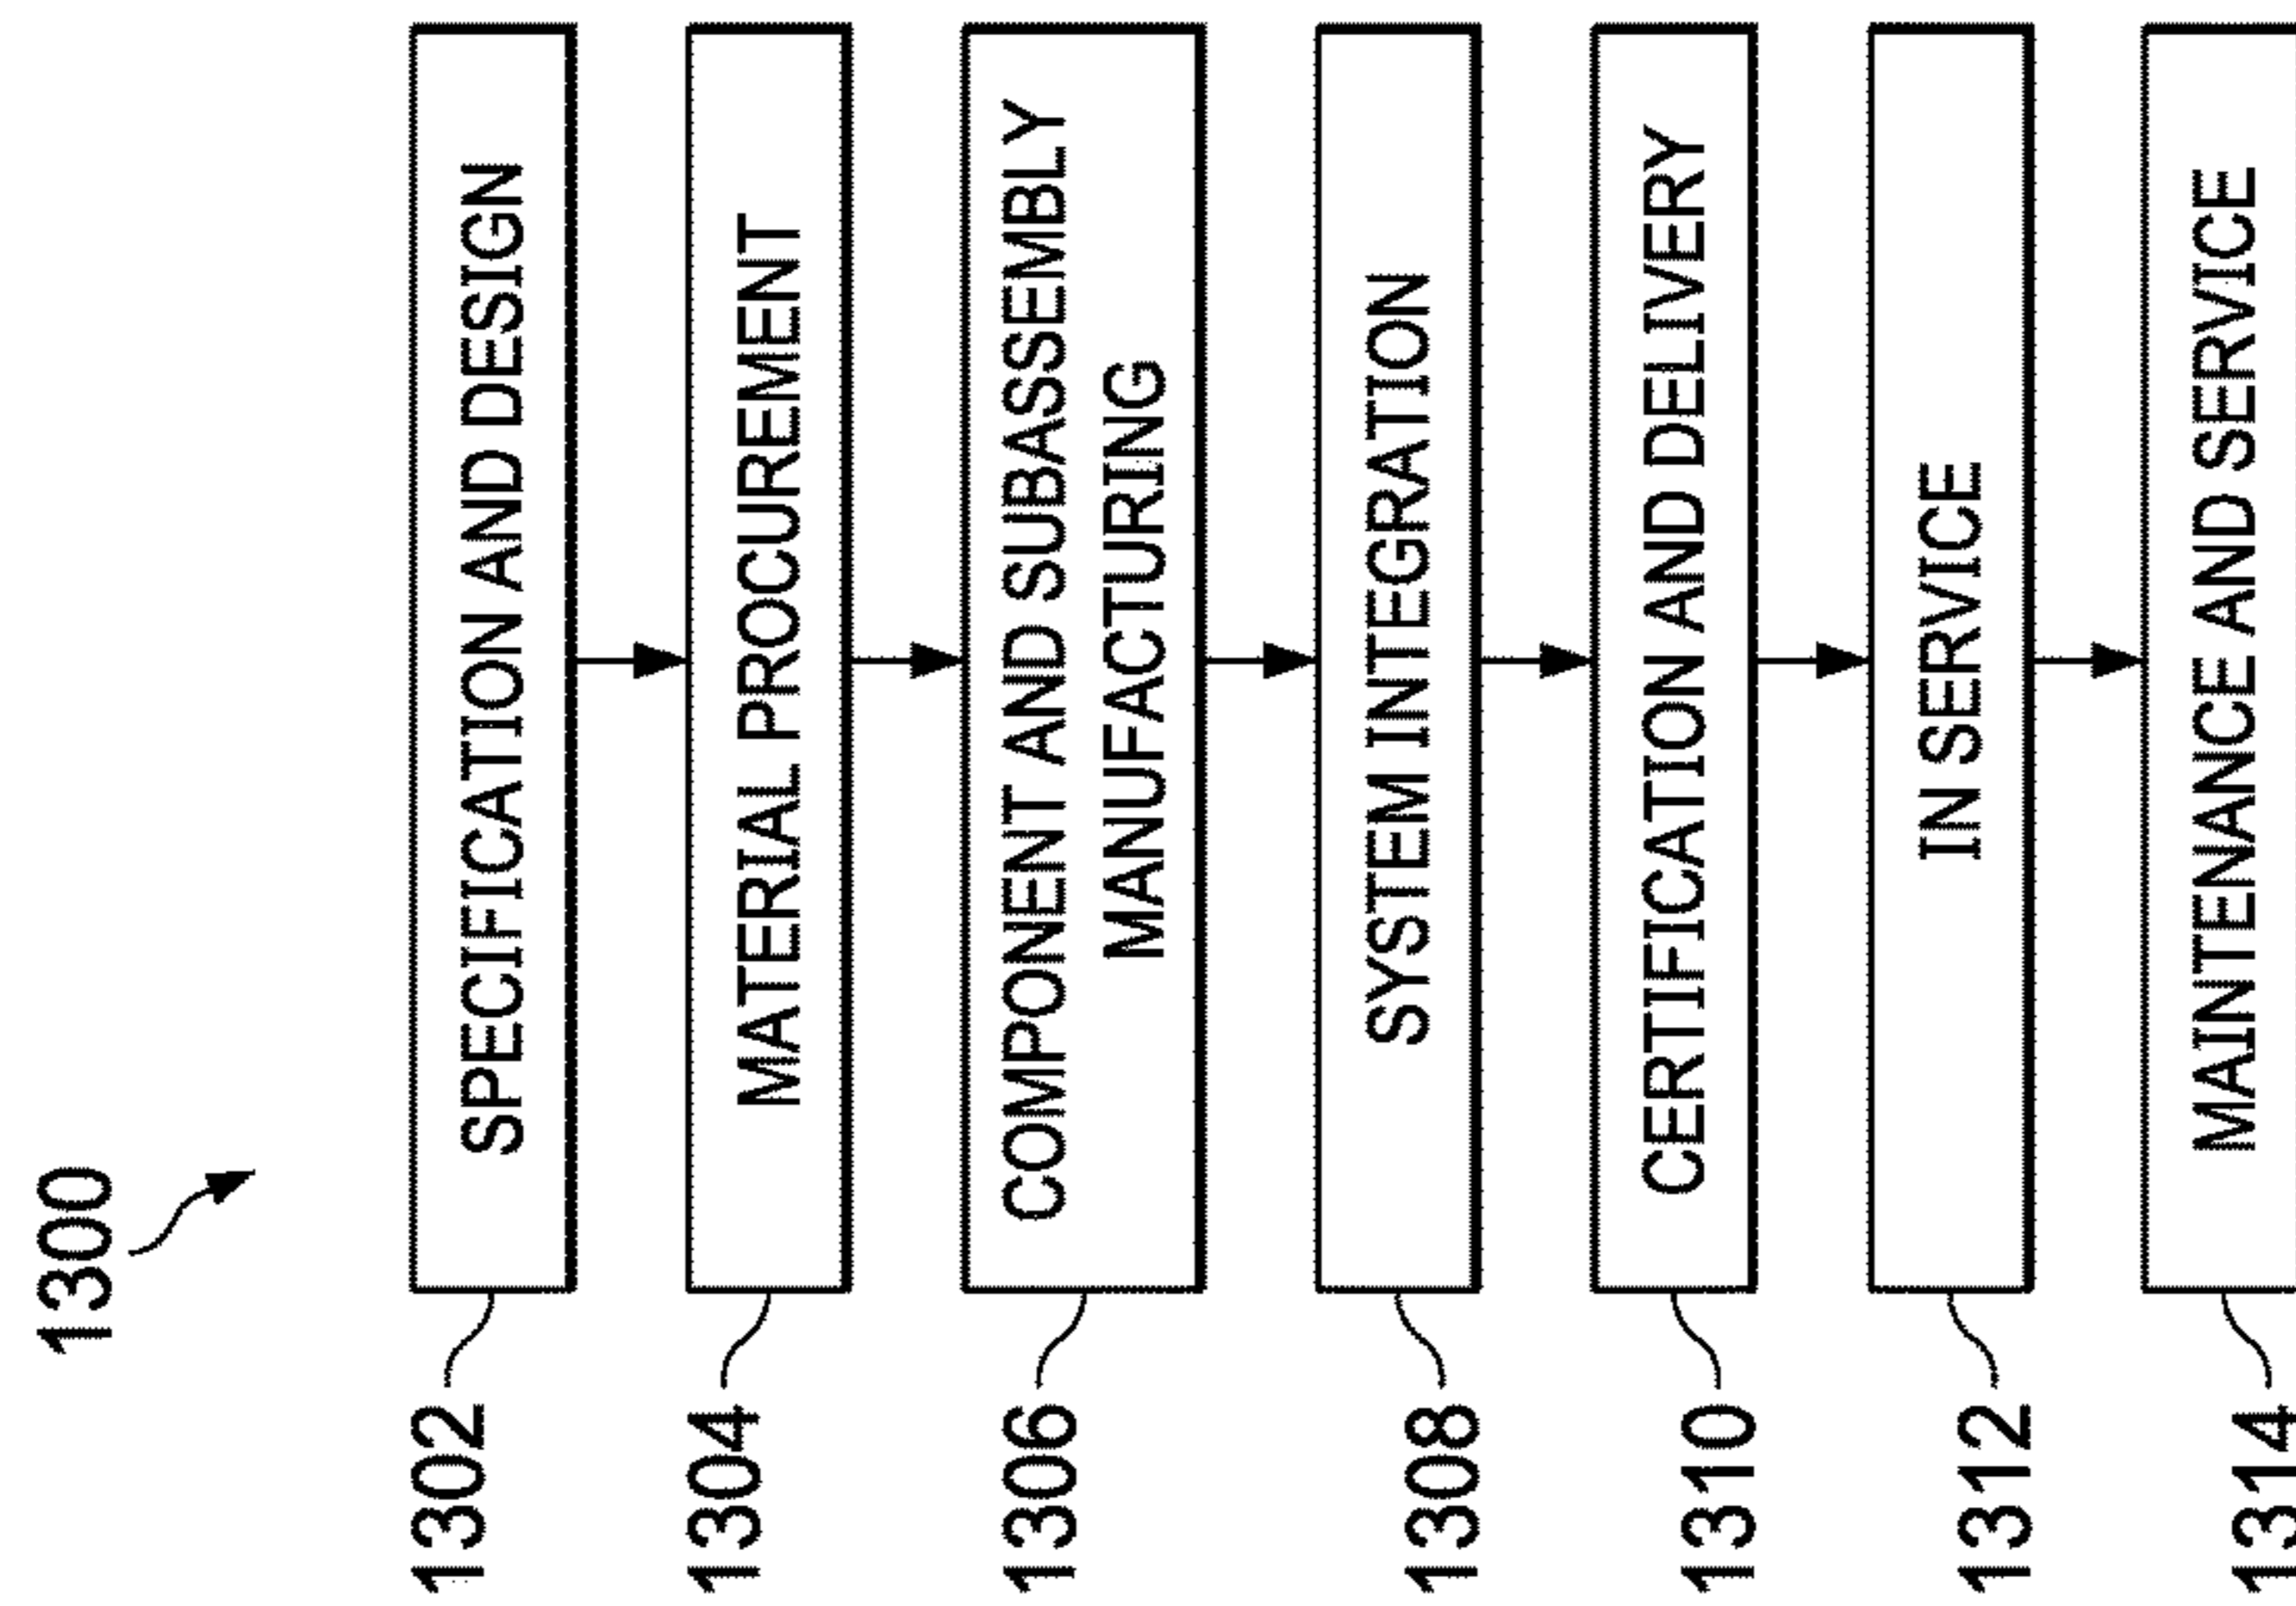 1300
1302
SPECIFICATION AND DESIGN
1304
MATERIAL PROCUREMENT
1306
COMPONENT AND SUBASSEMBLY
MANUFACTURING
1308
SYSTEM INTEGRATION
1310
CERTIFICATION AND DELIVERY
1312
IN SERVICE
1314
MAINTENANCE AND SERVICE